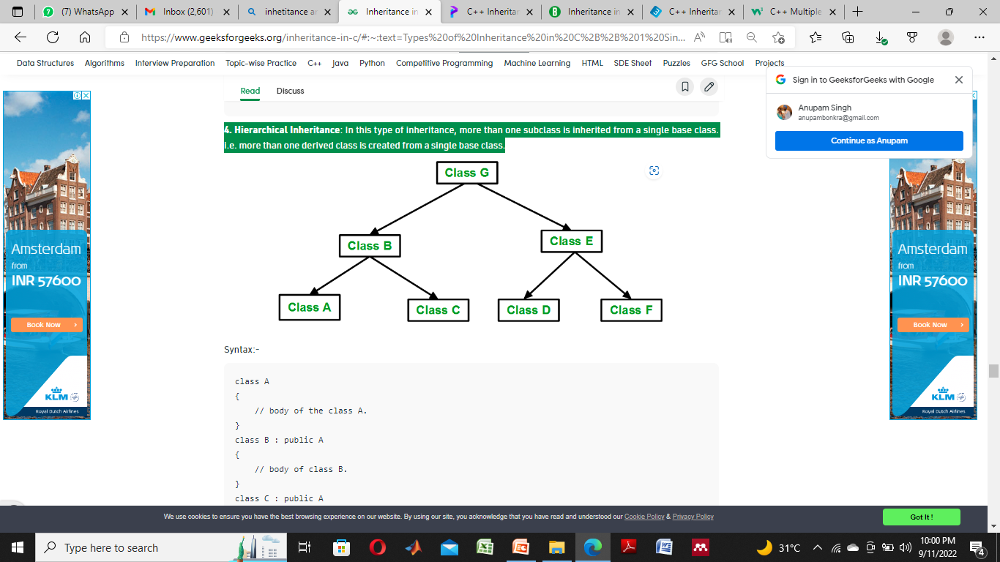 (7) WhatsApp
Inbox (2,601)
inhetitance ar
Inheritance in
C++ Inheritan
Inheritance in
C++ Inheritan
C++ Multiple
https://www.geeksforgeeks.org/inheritance-in-c/#:~:text=Types%20of%20Inheritance%20in%20C%2B%2B%201%20Sin...
Data Structures Algorithms Interview Preparation Topic-wise Practice C++ Java Python Competitive Programming Machine Learning HTML SDE Sheet Puzzles GFG School Projects
Sign in to GeeksforGeeks with Google
Anupam Singh
anupambonkra@gmail.com
Continue as Anupam
Read Discuss
4. Hierarchical Inheritance: In this type of inheritance, more than one subclass is inherited from a single base class.
i.e. more than one derived class is created from a single base class.
Class G
Class B
Class E
Class A
Class C
Class D
Class F
Syntax:-
class A
{
// body of the class A.
}
class B : public A
{
// body of class B.
}
class C : public A
Amsterdam
from
INR 57600
Book Now >
KLM
Royal Dutch Airlines
Amsterdam
from
INR 57600
Book Now >
KLM
Royal Dutch Airlines
We use cookies to ensure you have the best browsing experience on our website. By using our site, you acknowledge that you have read and understood our Cookie Policy & Privacy Policy
Got It !
Type here to search
31°C
10:00 PM
9/11/2022
4